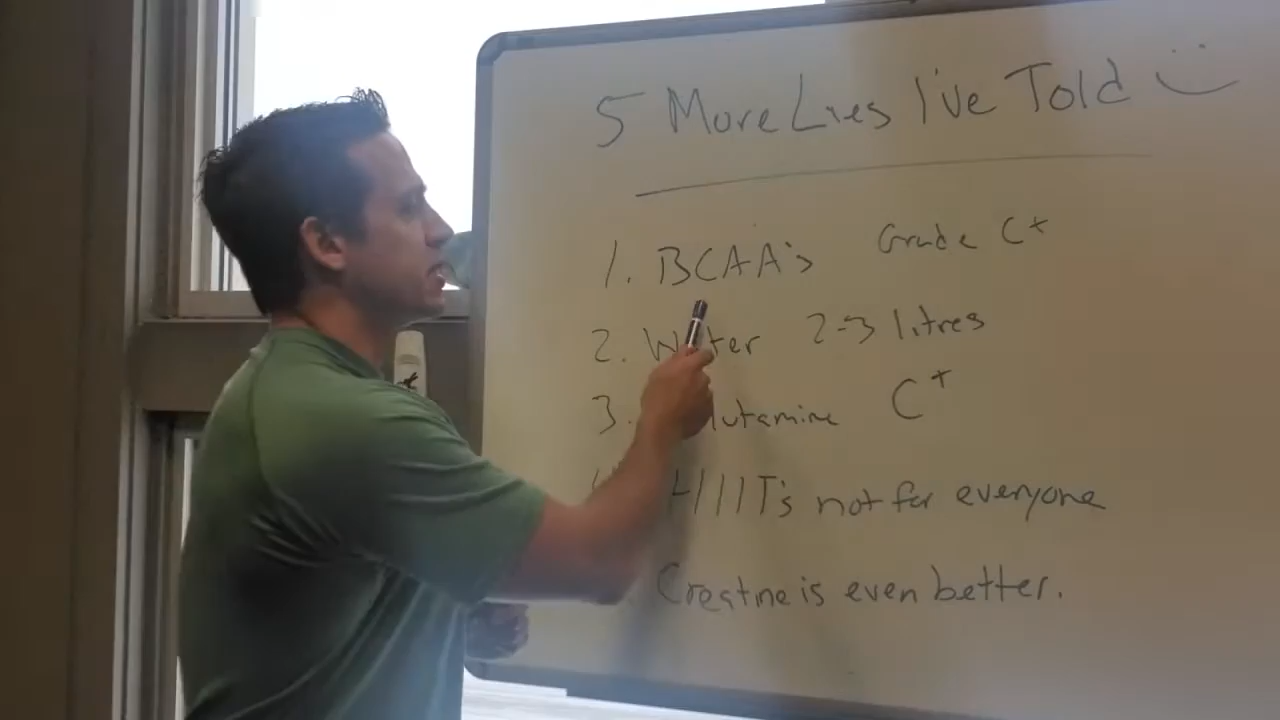 5 More Lies I've Told
1. BCAA's Grade C+
2. Water 2-3 litres
3. Glutamine C+
HIIT's not for everyone
Creatine is even better.